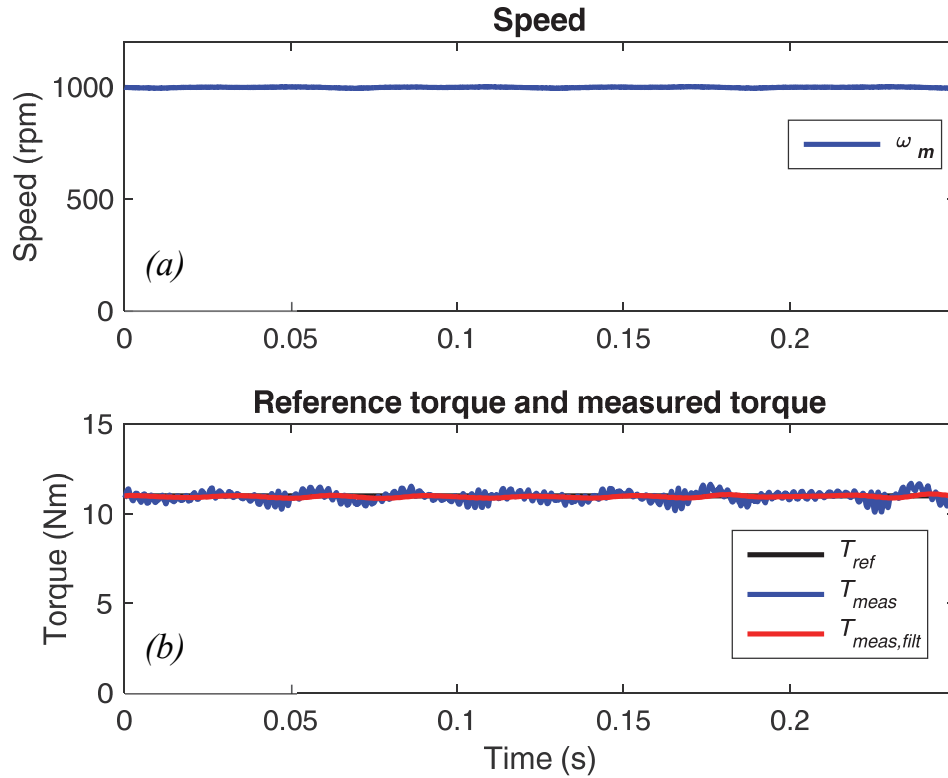 Speed
1000
500
0
Speed (rpm)
ω m
(a)
0 0.05 0.1 0.15 0.2
Reference torque and measured torque
15
10
5
0
Torque (Nm)
T ref
T meas
T meas,filt
(b)
0 0.05 0.1 0.15 0.2
Time (s)